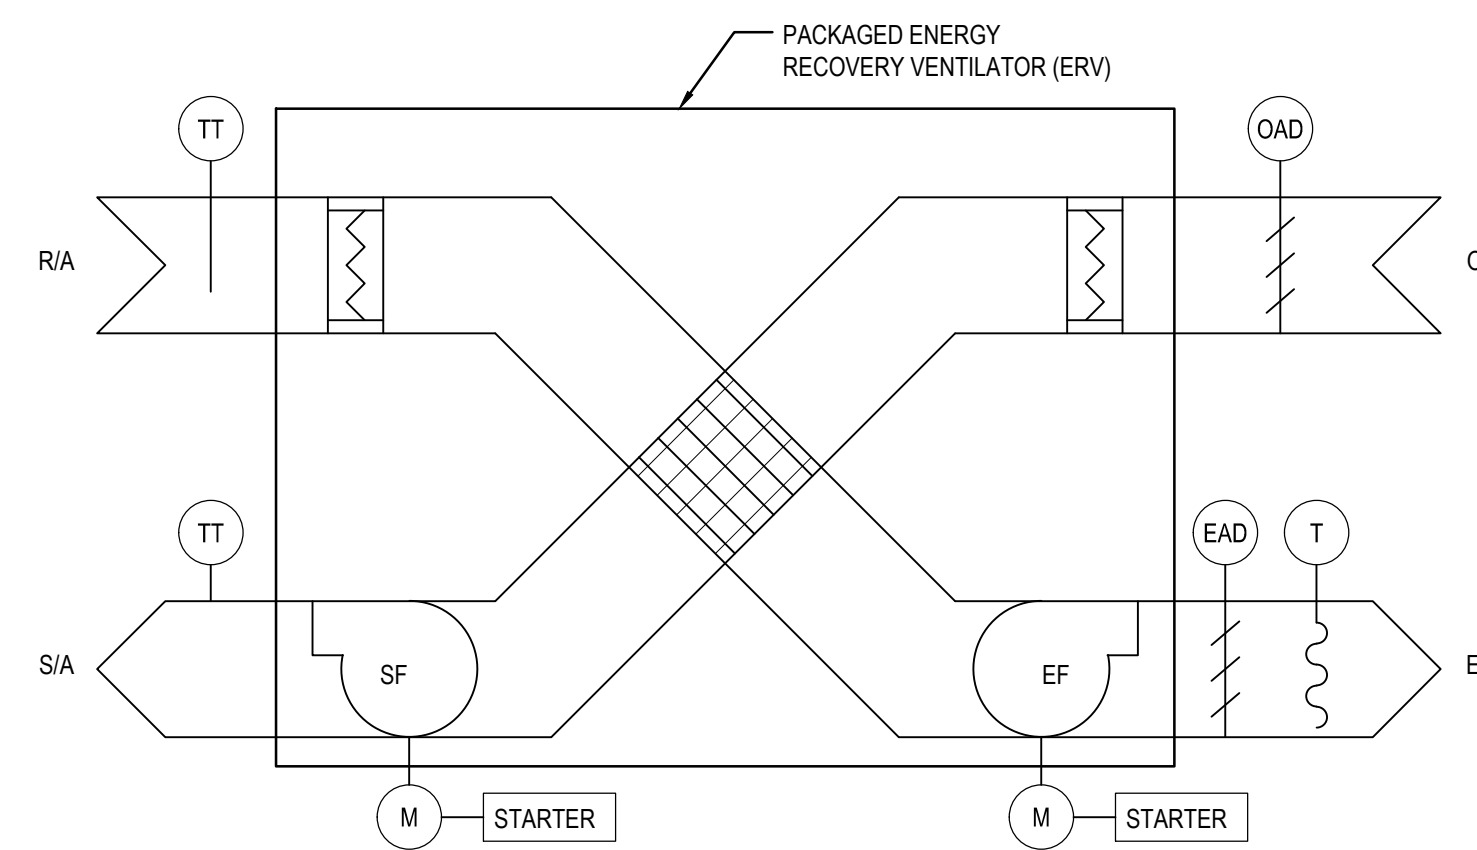 PACKAGED ENERGY
RECOVERY VENTILATOR (ERV)
TT
OAD
R/A
TT
EAD
T
S/A
SF
EF
E
M
STARTER
M
STARTER